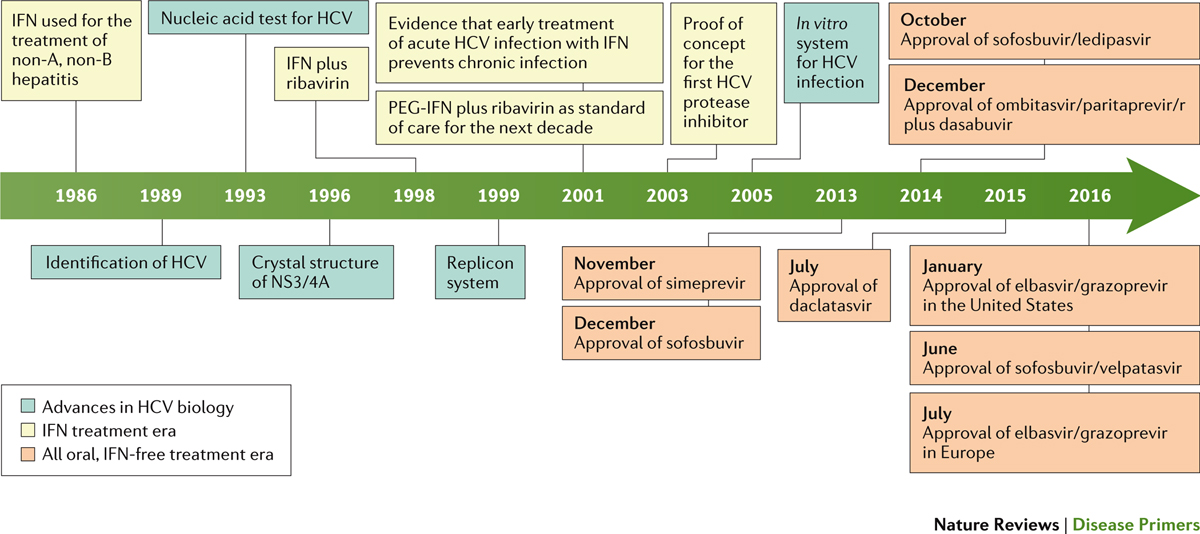 IFN used for the
treatment of
non-A, non-B
hepatitis
Nucleic acid test for HCV
IFN plus
ribavirin
Evidence that early treatment
of acute HCV infection with IFN
prevents chronic infection
PEG-IFN plus ribavirin as standard
of care for the next decade
Proof of
concept
for the
first HCV
protease
inhibitor
In vitro
system
for HCV
infection
October
Approval of sofosbuvir/ledipasvir
December
Approval of ombitasvir/paritaprevir/r
plus dasabuvir
1986 1989 1993 1996 1998 1999 2001 2003 2005 2013 2014 2015 2016
Identification of HCV
Crystal structure
of NS3/4A
Replicon
system
November
Approval of simeprevir
December
Approval of sofosbuvir
July
Approval of
daclatasvir
January
Approval of elbasvir/grazoprevir
in the United States
June
Approval of sofosbuvir/velpatasvir
July
Approval of elbasvir/grazoprevir
in Europe
Advances in HCV biology
IFN treatment era
All oral, IFN-free treatment era
Nature Reviews | Disease Primers